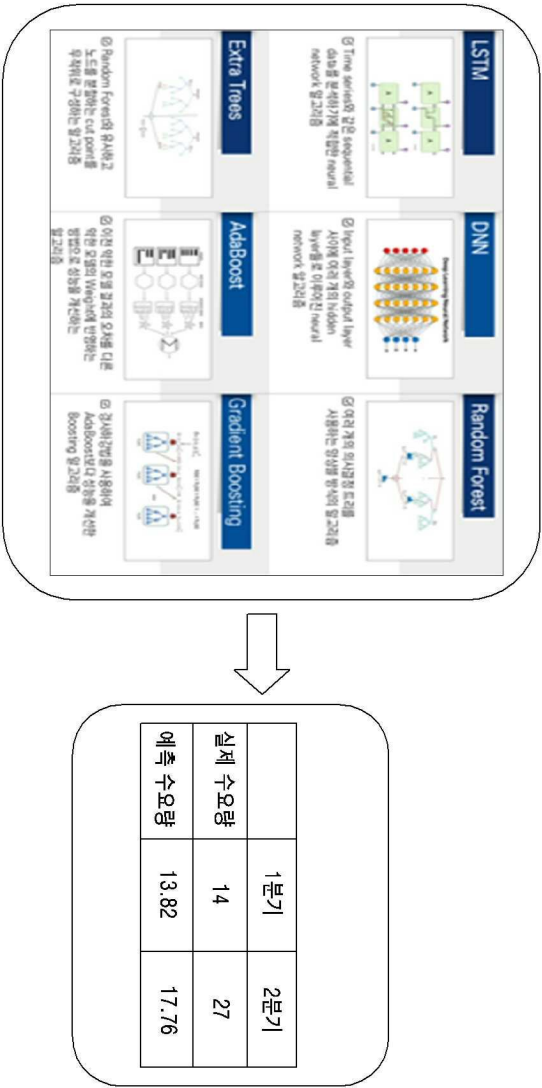 LSTM
Time series와 같은 sequential
data를 분석하기에 적합한 neural
network 알고리즘
DNN
Deep Learning Neural Network
Input layer와 output layer
사이에 여러 개의 hidden
layer들로 이루어진 neural
network 알고리즘
Random Forest
여러 개의 의사결정 트리를
사용하는 앙상블 방식의 알고리즘
Extra Trees
Random Forest와 유사하고
노드를 분할하는 cut point를
무작위로 구성하는 알고리즘
AdaBoost
이전 약한 모델 결과의 오차를 다른
약한 모델의 Weight에 반영하는
방법으로 성능을 개선하는
알고리즘
Gradient Boosting
경사하강법을 사용하여
AdaBoost보다 성능을 개선한
Boosting 알고리즘
1분기 2분기
실제 수요량 14 27
예측 수요량 13.82 17.76